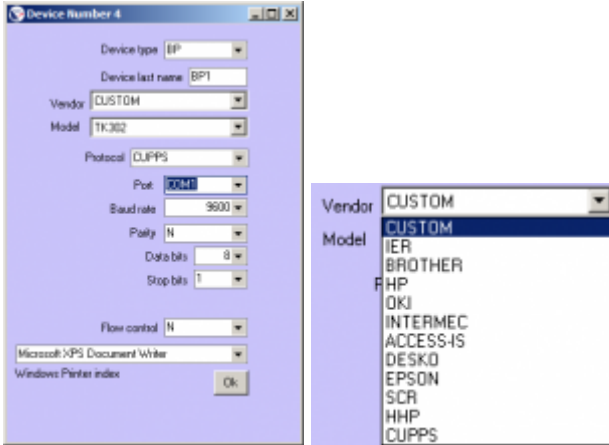 Device Number 4
Device type BP
Device last name BP1
Vendor CUSTOM
Model TK302
Protocol CUPPS
Port COM1
Baud rate 9600
Parity N
Data bits 8
Stop bits 1
Flow control N
Microsoft XPS Document Writer
Windows Printer index
Ok
Vendor CUSTOM
Model
CUSTOM
IER
BROTHER
HP
OKI
INTERMEC
ACCESS-IS
DESKO
EPSON
SCR
HHP
CUPPS